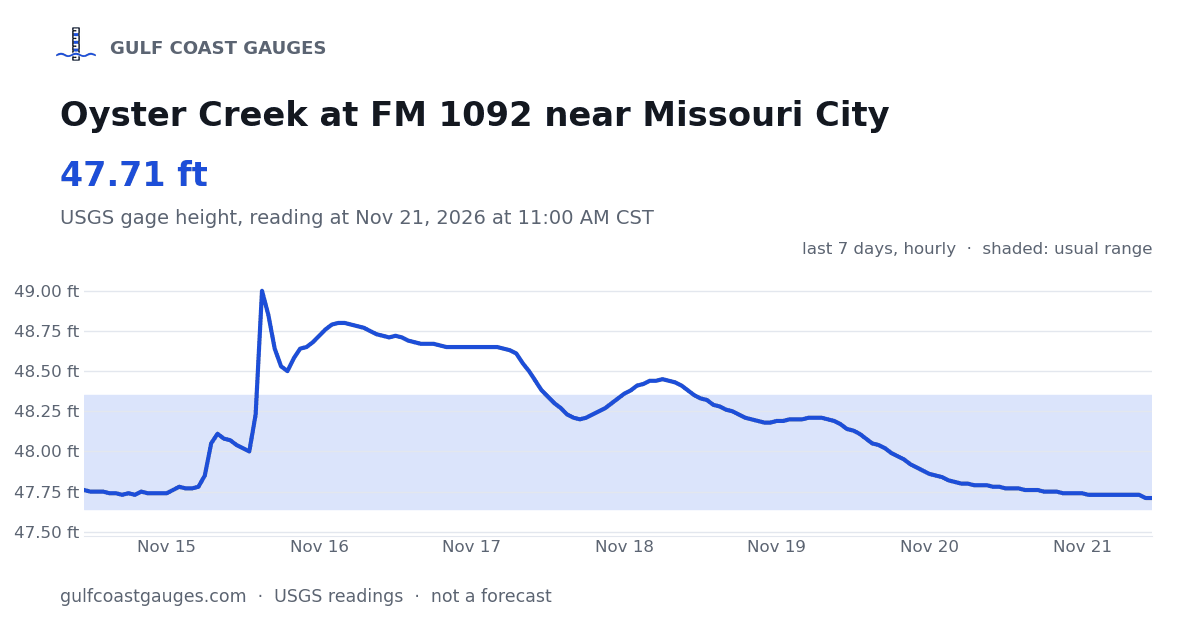 GULF COAST GAUGES
Oyster Creek at FM 1092 near Missouri City
47.71 ft
USGS gage height, reading at Nov 21, 2026 at 11:00 AM CST
last 7 days, hourly · shaded: usual range
49.00 ft
48.75 ft
48.50 ft
48.25 ft
48.00 ft
47.75 ft
47.50 ft
Nov 15 Nov 16 Nov 17 Nov 18 Nov 19 Nov 20 Nov 21
gulfcoastgauges.com · USGS readings · not a forecast